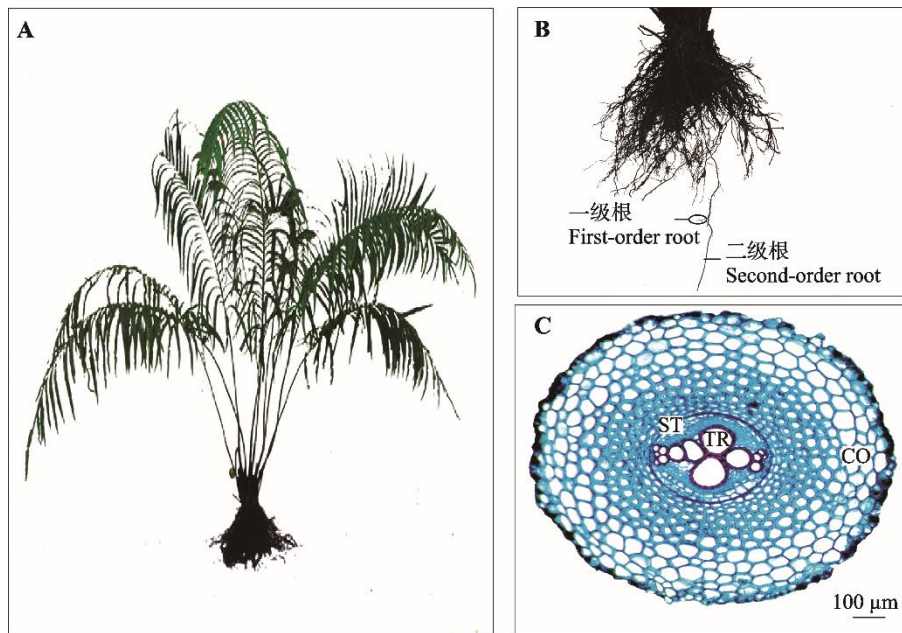 A
B
一级根
First-order root
二级根
Second-order root
C
ST
TR
CO
100 μm